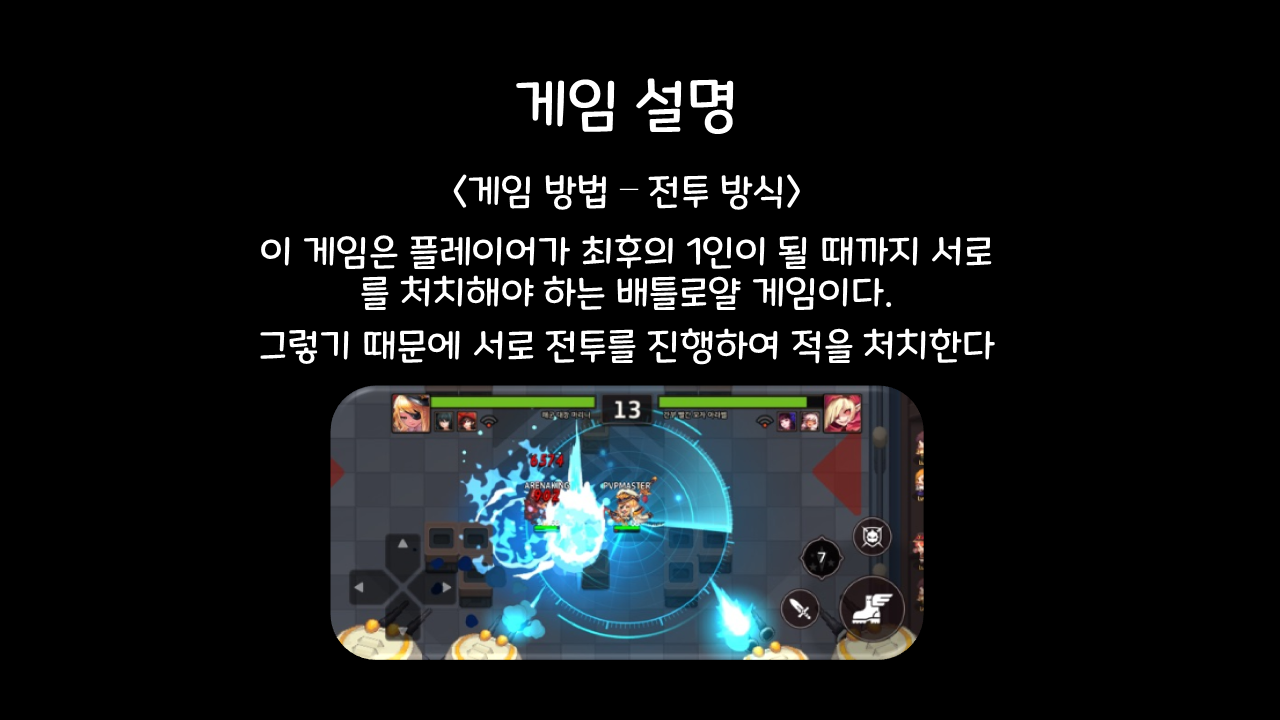 게임 설명
<게임 방법 – 전투 방식>
이 게임은 플레이어가 최후의 1인이 될 때까지 서로
를 처치해야 하는 배틀로얄 게임이다.
그렇기 때문에 서로 전투를 진행하여 적을 처치한다
13
6574
ARENAKING
902
PVPMASTER
7